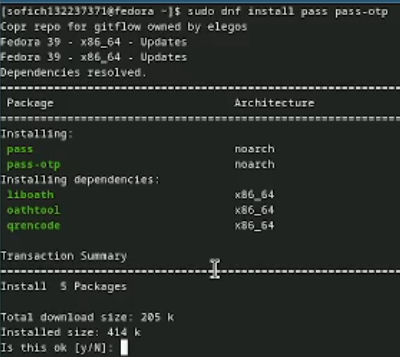 [sofich132237371@fedora ~]$ sudo dnf install pass pass-otp
Copr repo for gitflow owned by elegos
Fedora 39 - x86_64 - Updates
Fedora 39 - x86_64 - Updates
Dependencies resolved.
================================================
Package Architecture
================================================
Installing:
pass noarch
pass-otp noarch
Installing dependencies:
liboath x86_64
oathtool x86_64
qrencode x86_64
Transaction Summary
================================================
Install 5 Packages
Total download size: 205 k
Installed size: 414 k
Is this ok [y/N]: